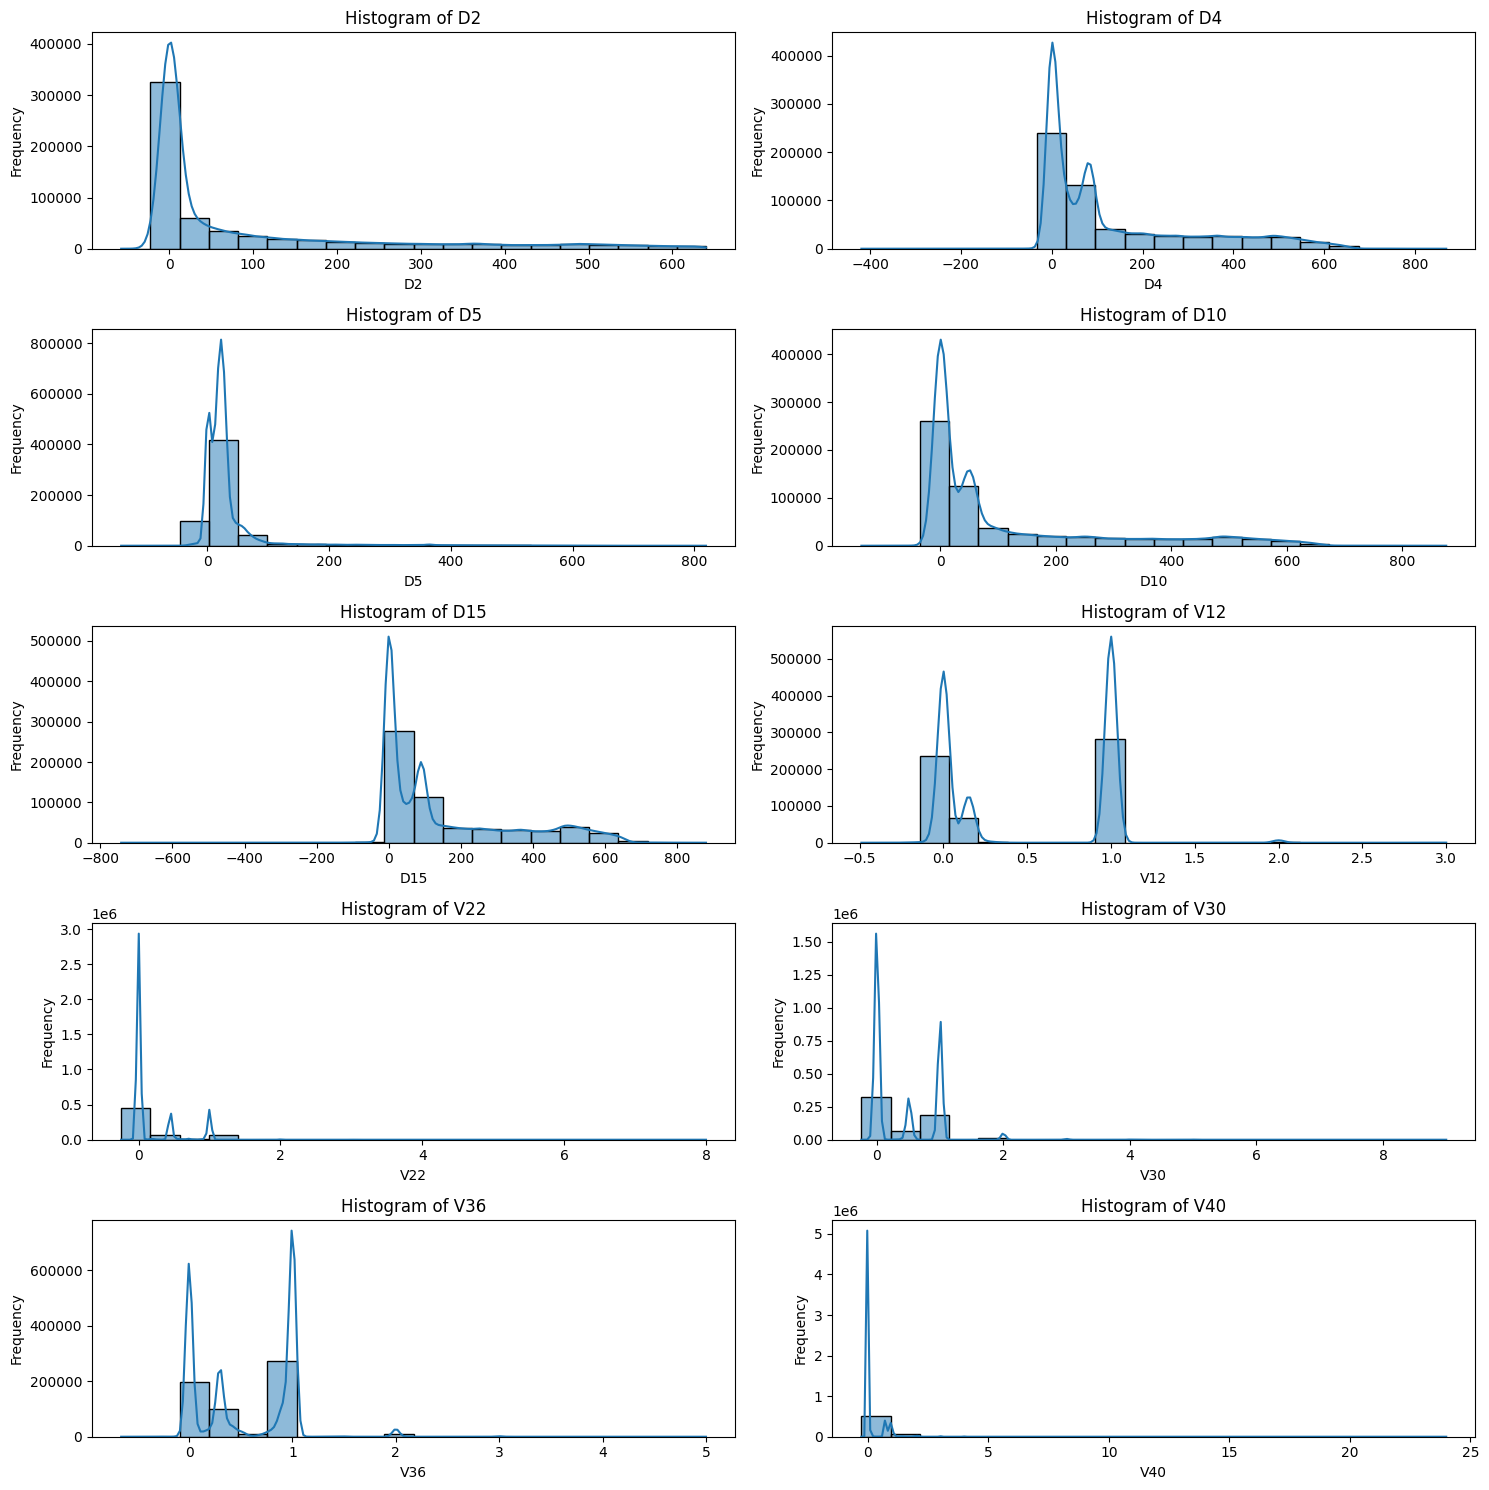 Histogram of D2
Frequency
400000
300000
200000
100000
0
0 100 200 300 400 500 600
D2
Histogram of D4
Frequency
400000
300000
200000
100000
0
−400 −200 0 200 400 600 800
D4
Histogram of D5
Frequency
800000
600000
400000
200000
0
0 200 400 600 800
D5
Histogram of D10
Frequency
400000
300000
200000
100000
0
0 200 400 600 800
D10
Histogram of D15
Frequency
500000
400000
300000
200000
100000
0
−800 −600 −400 −200 0 200 400 600 800
D15
Histogram of V12
Frequency
500000
400000
300000
200000
100000
0
−0.5 0.0 0.5 1.0 1.5 2.0 2.5 3.0
V12
Histogram of V22
1e6
Frequency
3.0
2.5
2.0
1.5
1.0
0.5
0.0
0 2 4 6 8
V22
Histogram of V30
1e6
Frequency
1.50
1.25
1.00
0.75
0.50
0.25
0.00
0 2 4 6 8
V30
Histogram of V36
Frequency
600000
400000
200000
0
0 1 2 3 4 5
V36
Histogram of V40
1e6
Frequency
5
4
3
2
1
0
0 5 10 15 20 25
V40